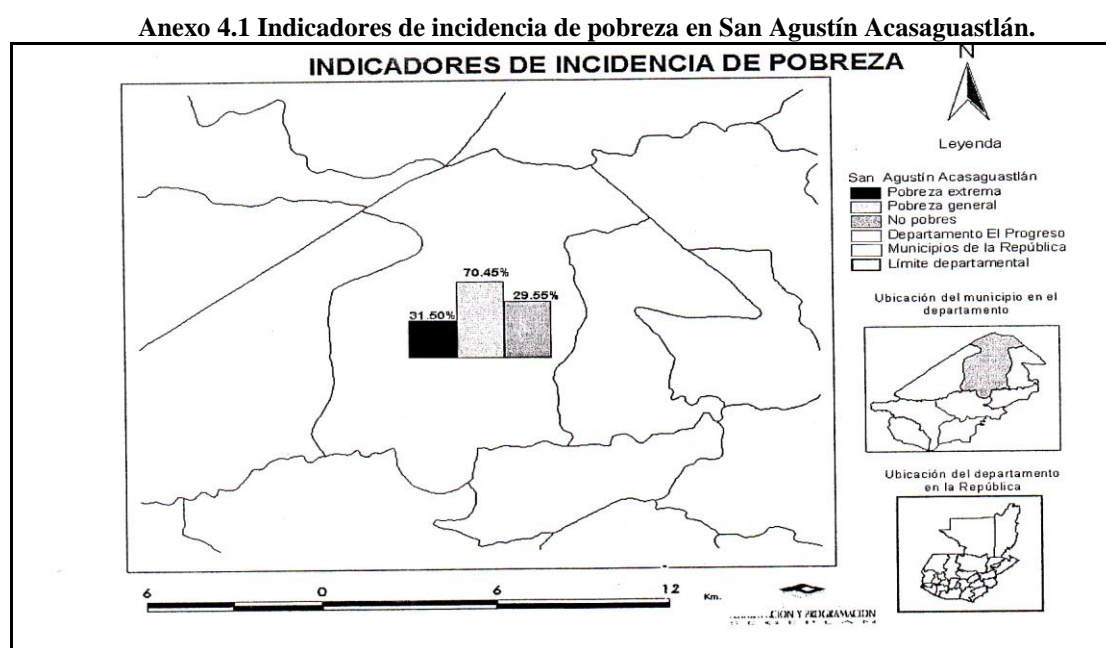 Anexo 4.1 Indicadores de incidencia de pobreza en San Agustín Acasaguastlán.
INDICADORES DE INCIDENCIA DE POBREZA
N
Leyenda
San Agustín Acasaguastlán
Pobreza extrema
Pobreza general
No pobres
Departamento El Progreso
Municipios de la República
Límite departamental
70.45%
29.55%
31.50%
Ubicación del municipio en el
departamento
Ubicación del departamento
en la República
6 0 6 12 Km.
CION Y PROGRAMACION